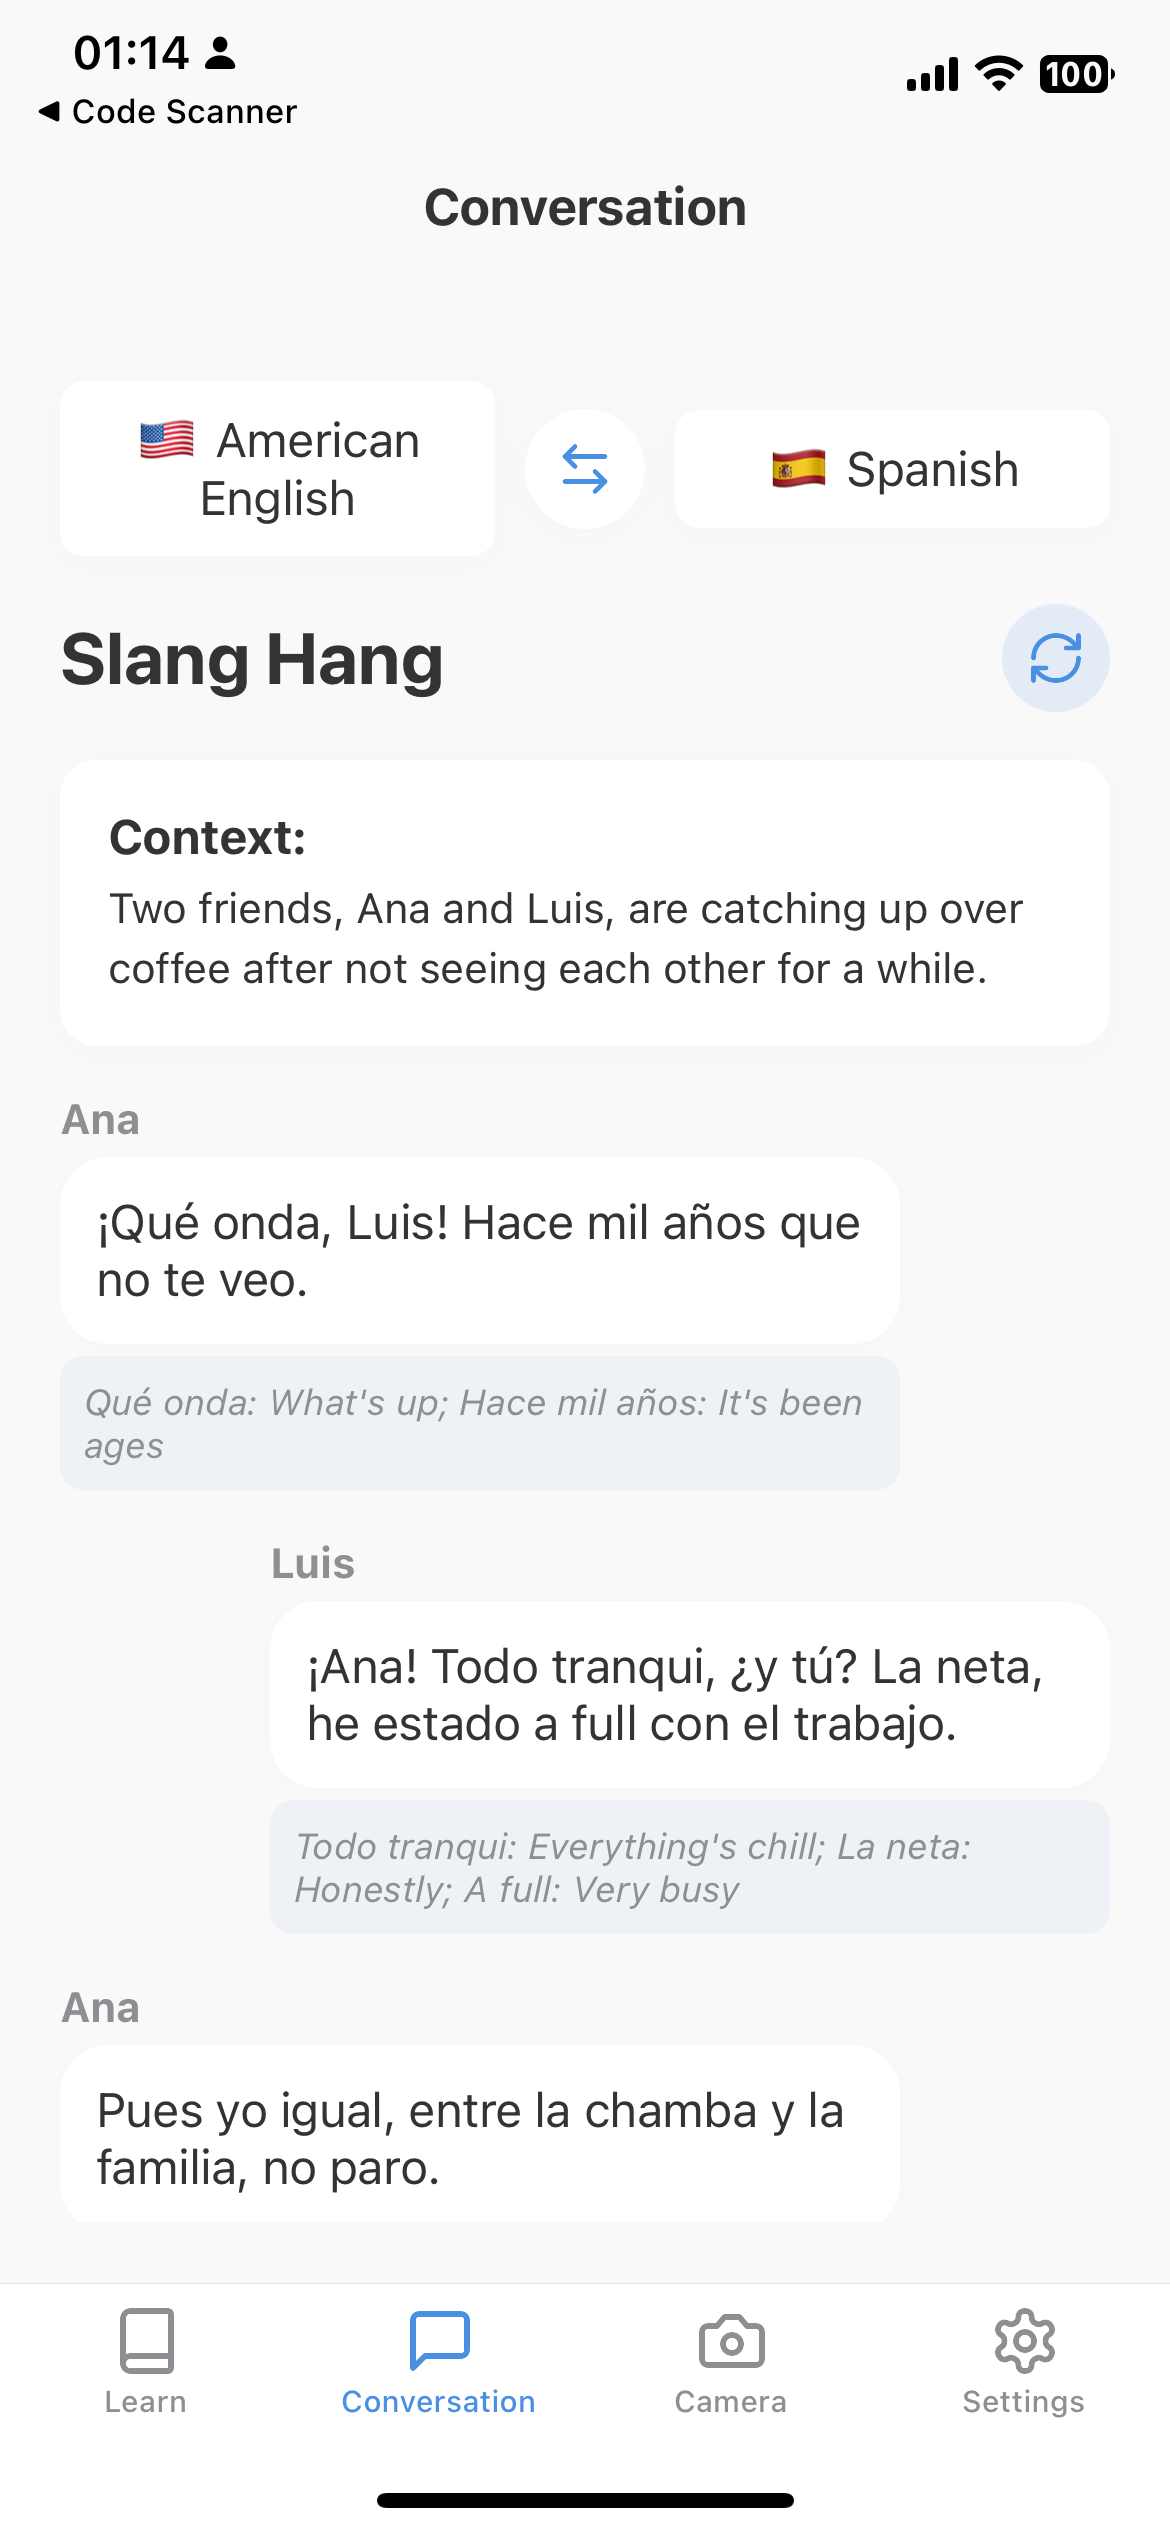 01:14
100
Code Scanner
Conversation
American
English
Spanish
Slang Hang
Context:
Two friends, Ana and Luis, are catching up over
coffee after not seeing each other for a while.
Ana
¡Qué onda, Luis! Hace mil años que
no te veo.
Qué onda: What's up; Hace mil años: It's been
ages
Luis
¡Ana! Todo tranqui, ¿y tú? La neta,
he estado a full con el trabajo.
Todo tranqui: Everything's chill; La neta:
Honestly; A full: Very busy
Ana
Pues yo igual, entre la chamba y la
familia, no paro.
Learn
Conversation
Camera
Settings